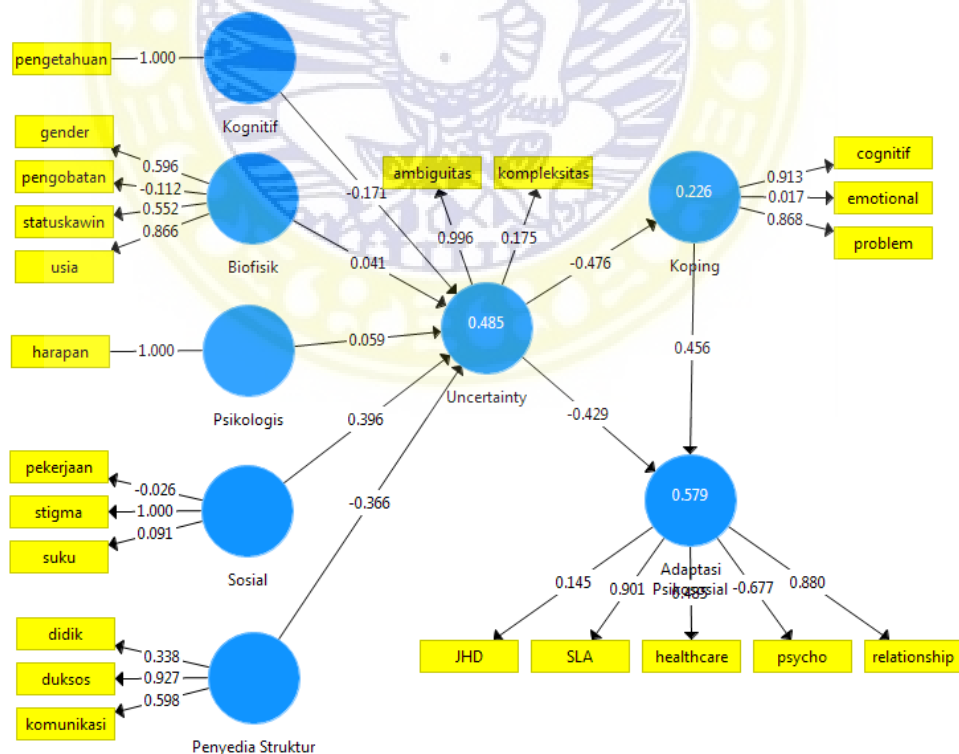 pengetahuan
1.000
Kognitif
gender
pengobatan
statuskawin
usia
0.596
-0.112
0.552
0.866
Biofisik
harapan
1.000
Psikologis
pekerjaan
stigma
suku
-0.026
1.000
0.091
Sosial
didik
duksos
komunikasi
0.338
0.927
0.598
Penyedia Struktur
-0.171
0.041
0.059
0.396
-0.366
ambiguitas
kompleksitas
0.996
0.175
0.485
Uncertainty
-0.476
-0.429
0.226
Koping
0.913
0.017
0.868
cognitif
emotional
problem
0.456
0.579
Adaptasi
Psikososial
0.145
0.901
0.485
-0.677
0.880
JHD
SLA
healthcare
psycho
relationship